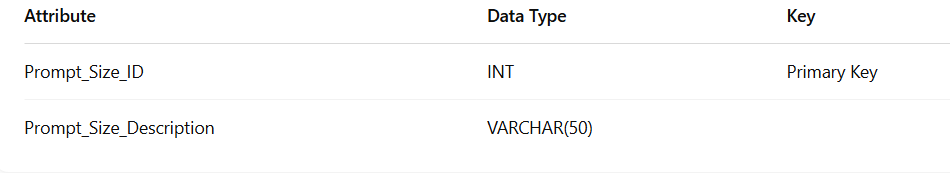 Attribute Data Type Key
Prompt_Size_ID INT Primary Key
Prompt_Size_Description VARCHAR(50)